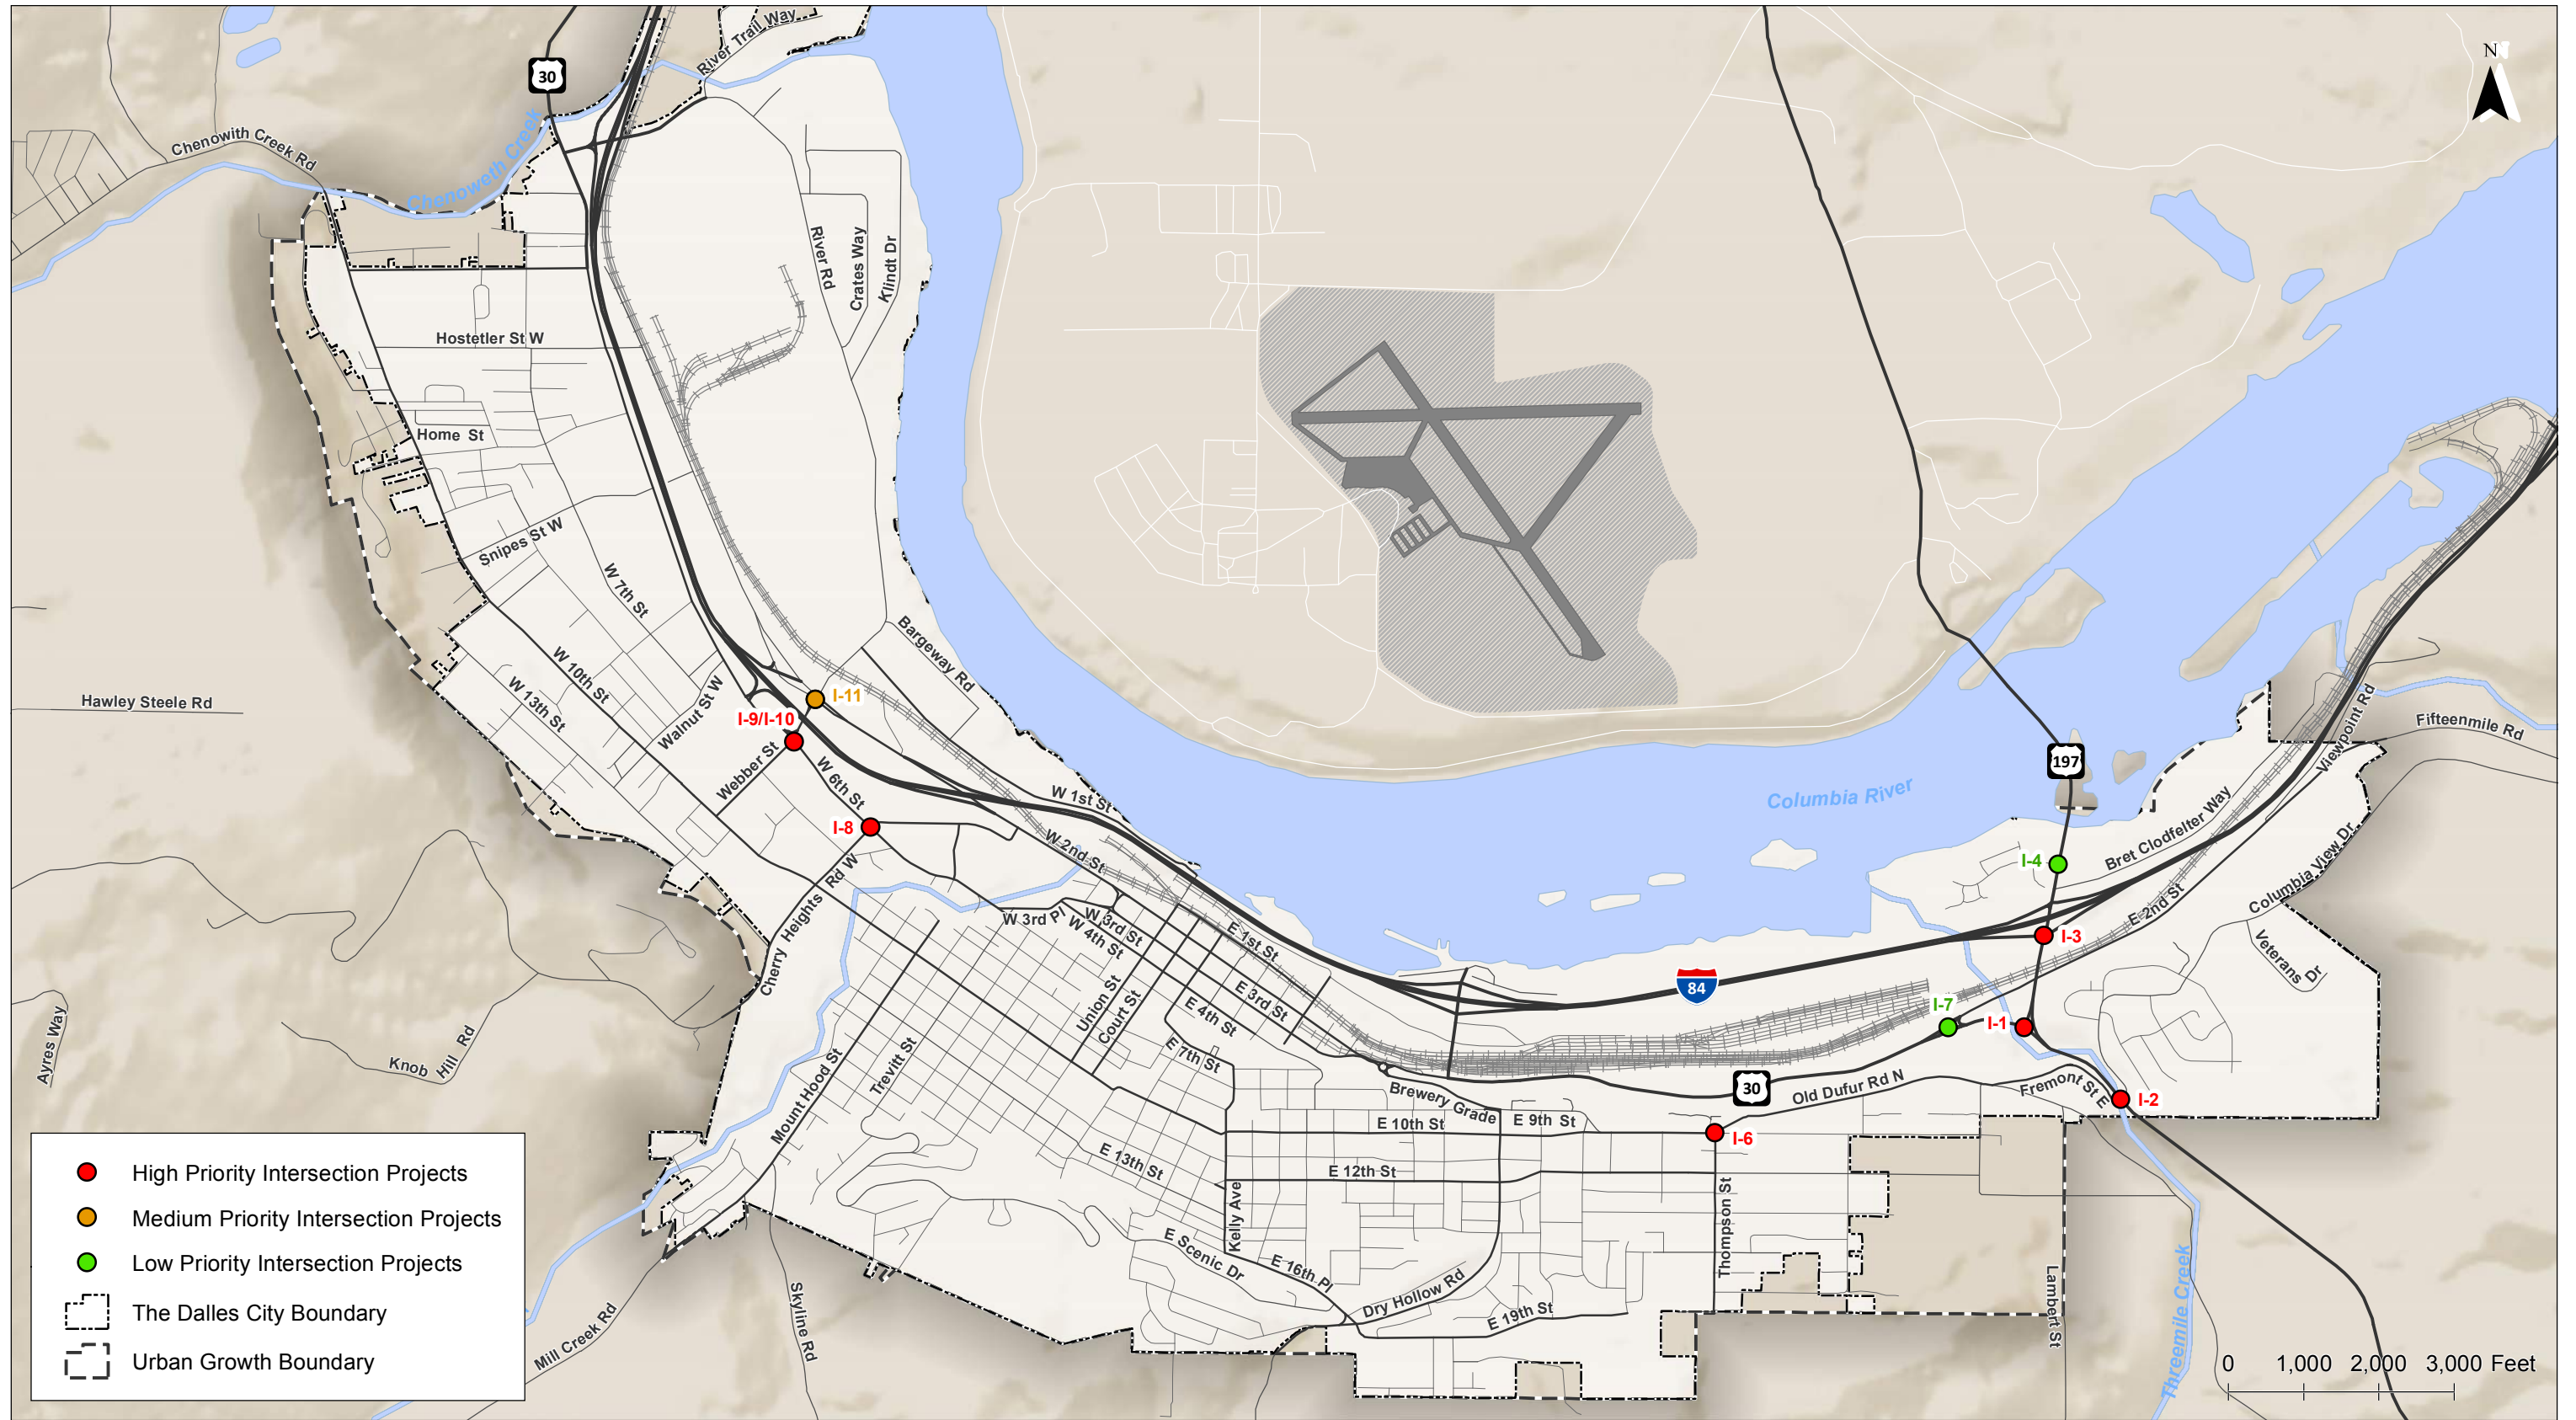 River Trail Way
30
N
Chenowith Creek Rd
Chenoweth Creek
River Rd
Crates Way
Klindt Dr
Hostetler St W
Home St
Snipes St W
W 7th St
Bargeway Rd
W 10th St
W 13th St
Walnut St W
Hawley Steele Rd
I-11
I-9/I-10
Webber St
W 6th St
W 1st St
I-8
W 2nd St
Cherry Heights Rd W
W 3rd Pl
W 3rd St
W 4th St
E 1st St
Union St
Court St
E 3rd St
E 4th St
E 7th St
Mount Hood St
Trevitt St
Ayres Way
Knob Hill Rd
Columbia River
197
Viewpoint Rd
Fifteenmile Rd
Bret Clodfelter Way
I-4
Columbia View Dr
E 2nd St
I-3
Veterans Dr
84
I-7
I-1
30
Old Dufur Rd N
Fremont St E
I-2
Brewery Grade
E 9th St
E 10th St
I-6
E 13th St
E 12th St
Kelly Ave
Thompson St
E Scenic Dr
E 16th Pl
Dry Hollow Rd
E 19th St
Lambert St
Threemile Creek
Skyline Rd
Mill Creek Rd
High Priority Intersection Projects
Medium Priority Intersection Projects
Low Priority Intersection Projects
The Dalles City Boundary
Urban Growth Boundary
0 1,000 2,000 3,000 Feet